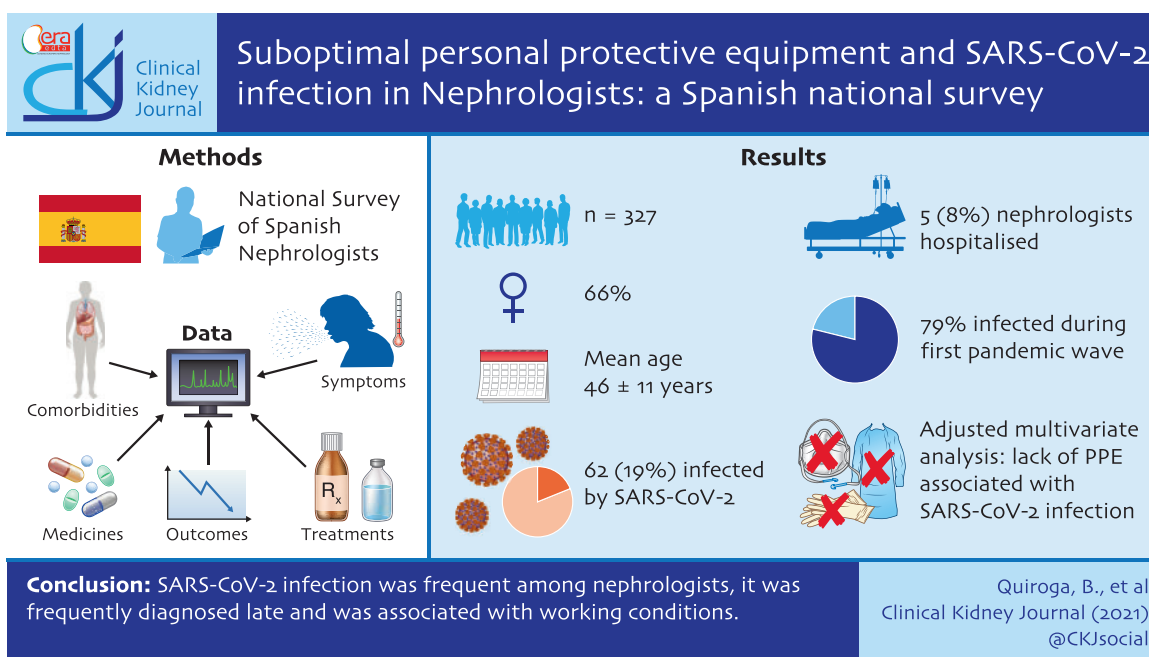 era
edta
ckj
Clinical
Kidney
Journal
Suboptimal personal protective equipment and SARS-CoV-2
infection in Nephrologists: a Spanish national survey
Methods
National Survey
of Spanish
Nephrologists
Data
Comorbidities
Symptoms
Rx
Medicines
Outcomes
Treatments
Results
n = 327
66%
Mean age
46 ± 11 years
62 (19%) infected
by SARS-CoV-2
5 (8%) nephrologists
hospitalised
79% infected during
first pandemic wave
Adjusted multivariate
analysis: lack of PPE
associated with
SARS-CoV-2 infection
Conclusion: SARS-CoV-2 infection was frequent among nephrologists, it was
frequently diagnosed late and was associated with working conditions.
Quiroga, B., et al
Clinical Kidney Journal (2021)
@CKJsocial